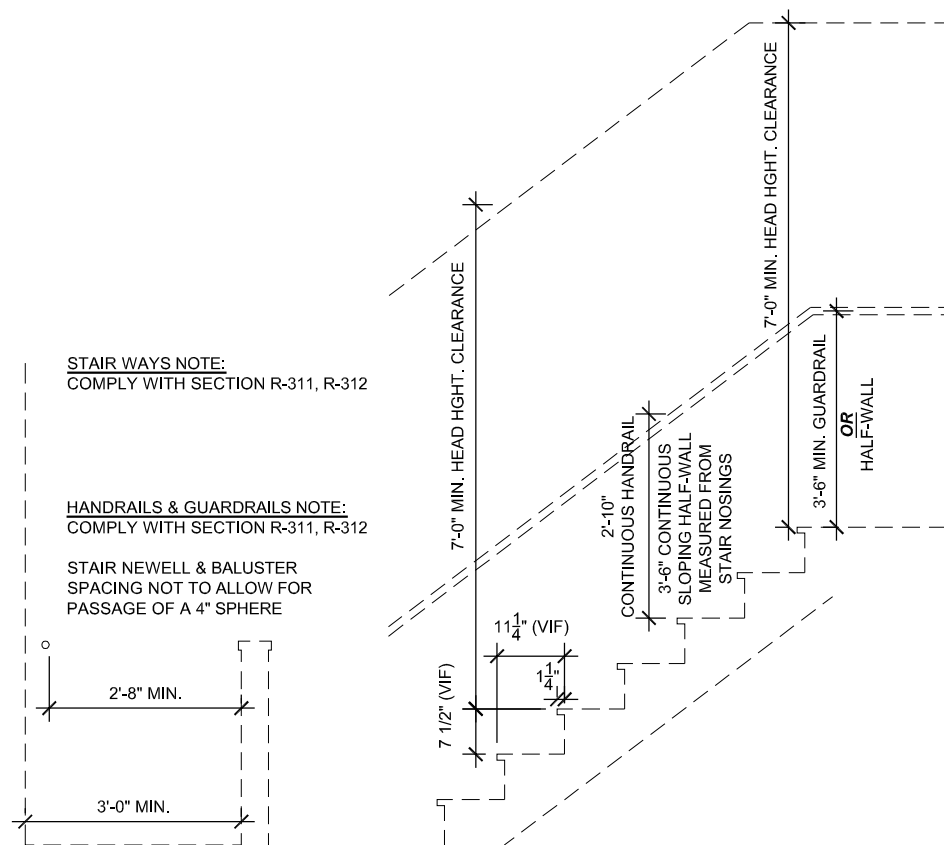 STAIR WAYS NOTE:
COMPLY WITH SECTION R-311, R-312
HANDRAILS & GUARDRAILS NOTE:
COMPLY WITH SECTION R-311, R-312
STAIR NEWELL & BALUSTER
SPACING NOT TO ALLOW FOR
PASSAGE OF A 4" SPHERE
2'-8" MIN.
3'-0" MIN.
7'-0" MIN. HEAD HGHT. CLEARANCE
7 1/2" (VIF)
11 1/4" (VIF)
1 1/4"
2'-10"
CONTINUOUS HANDRAIL
3'-6" CONTINUOUS
SLOPING HALF-WALL
MEASURED FROM
STAIR NOSINGS
7'-0" MIN. HEAD HGHT. CLEARANCE
3'-6" MIN. GUARDRAIL
OR
HALF-WALL